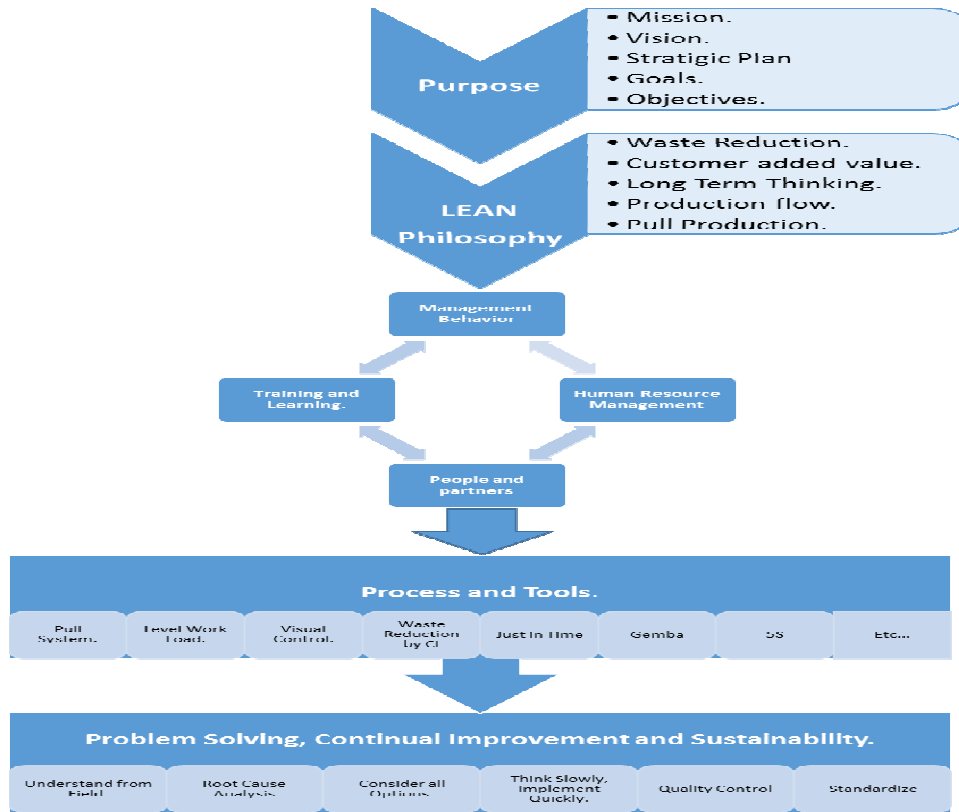 Purpose
• Mission.
• Vision.
• Stratigic Plan
• Goals.
• Objectives.
LEAN
Philosophy
• Waste Reduction.
• Customer added value.
• Long Term Thinking.
• Production flow.
• Pull Production.
Management
Behavior
Training and
Learning.
Human Resource
Management
People and
partners
Process and Tools.
Pull
System.
Level Work
Load.
Visual
Control.
Waste
Reduction
by CI
Just In Time
Gemba
5S
Etc...
Problem Solving, Continual Improvement and Sustainability.
Understand from
Field
Root Cause
Analysis
Consider all
Options
Think Slowly,
Implement
Quickly.
Quality Control
Standardize